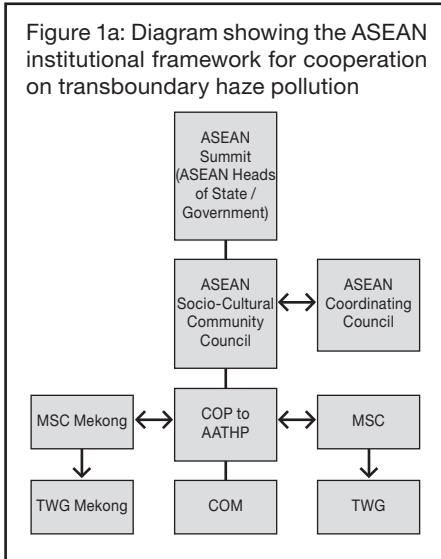 Figure 1a: Diagram showing the ASEAN
institutional framework for cooperation
on transboundary haze pollution
ASEAN
Summit
(ASEAN Heads
of State /
Government)
ASEAN
Socio-Cultural
Community
Council
ASEAN
Coordinating
Council
MSC Mekong
COP to
AATHP
MSC
TWG Mekong
COM
TWG